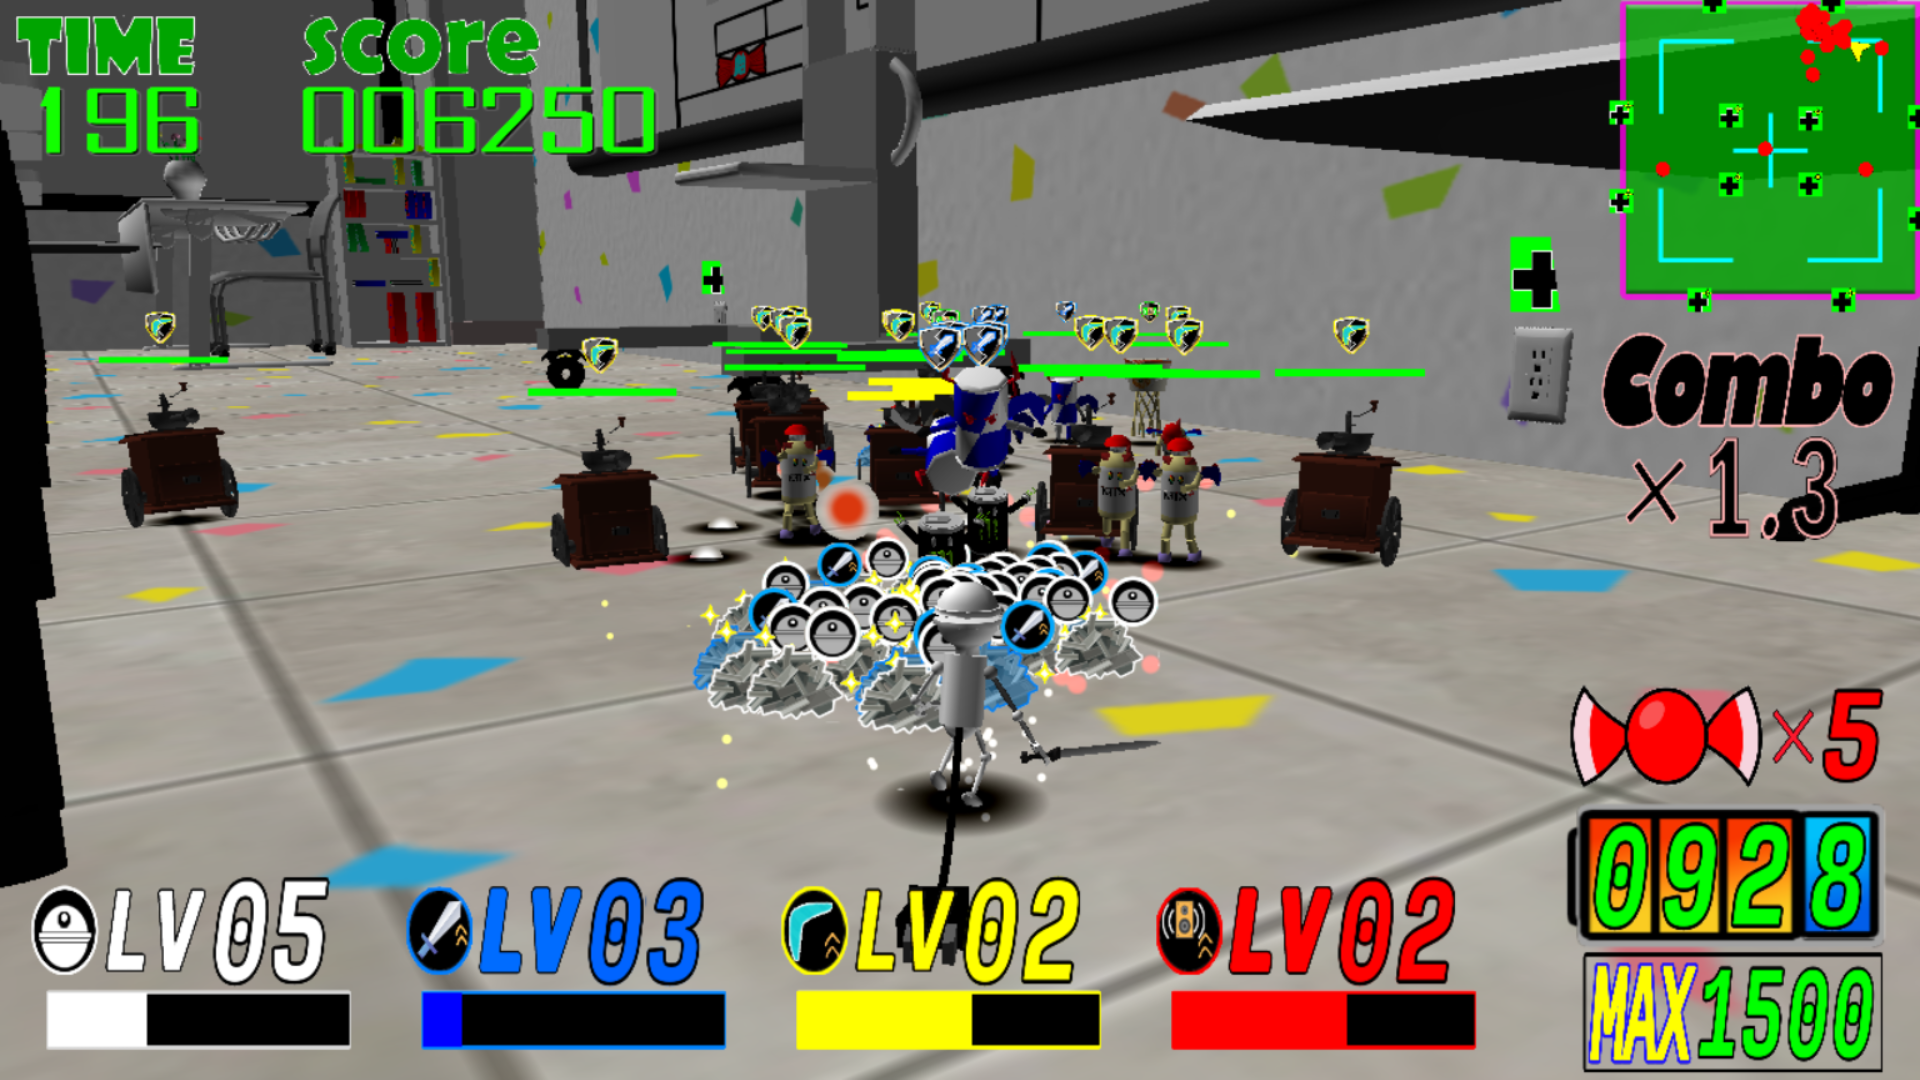 TIME score
196 006250
Combo
×1.3
×5
0928
MAX1500
LV05 LV03 LV02 LV02